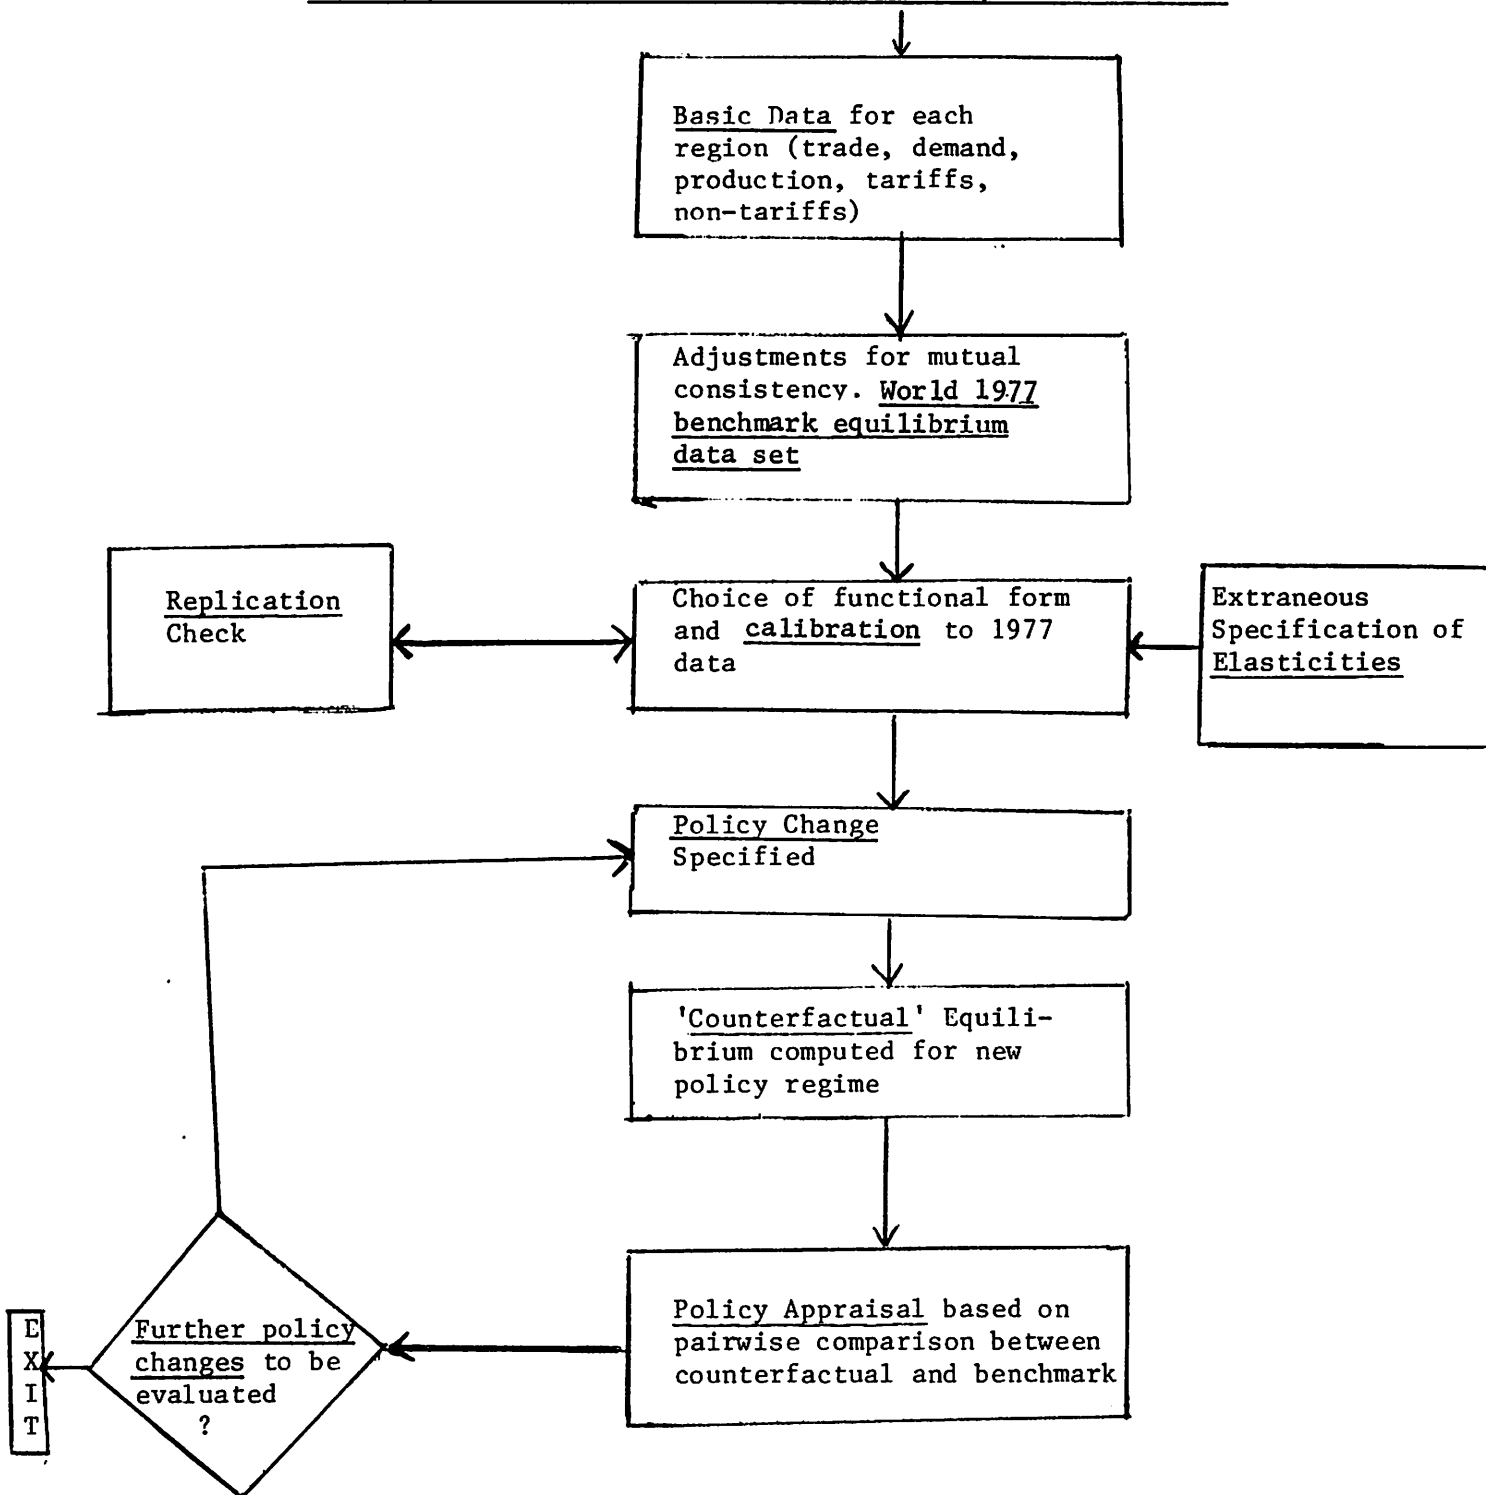 Basic Data for each
region (trade, demand,
production, tariffs,
non-tariffs)
Adjustments for mutual
consistency. World 1977
benchmark equilibrium
data set
Replication
Check
Choice of functional form
and calibration to 1977
data
Extraneous
Specification of
Elasticities
Policy Change
Specified
'Counterfactual' Equili-
brium computed for new
policy regime
Policy Appraisal based on
pairwise comparison between
counterfactual and benchmark
Further policy
changes to be
evaluated
?
E
X
I
T